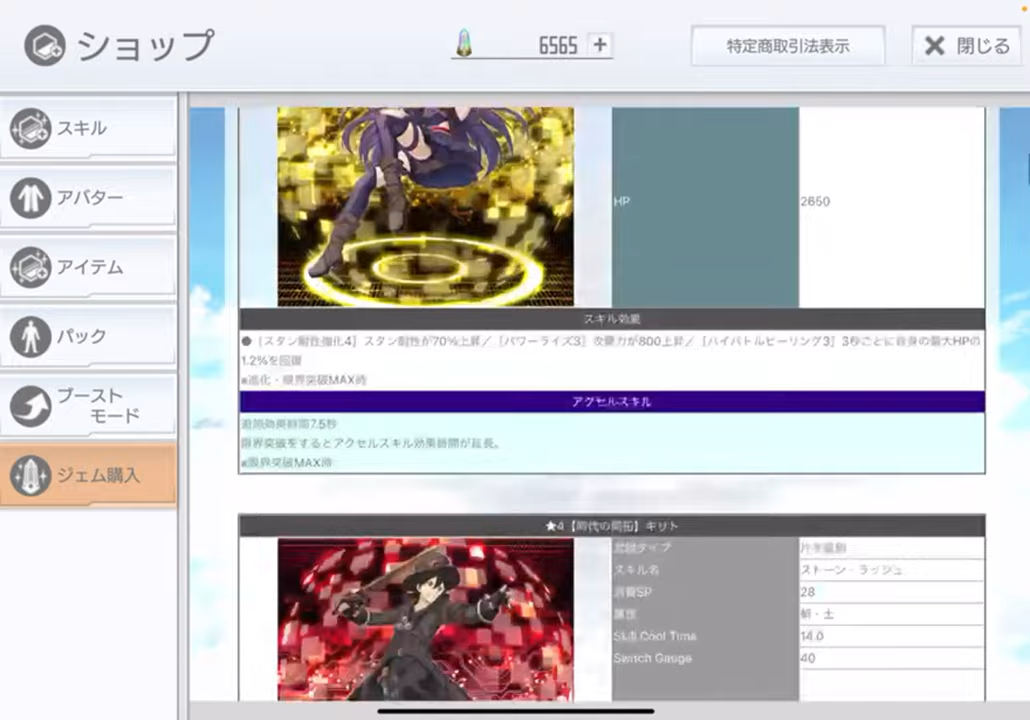 ショップ
6565
特定商取引法表示
閉じる
スキル
アバター
アイテム
パック
ブースト
モード
ジェム購入
HP
2650
スキル効果
●［スタン耐性強化4］スタン耐性が70%上昇／［パワーライズ3］攻撃力が800上昇／［ハイバトルヒーリング3］3秒ごとに自身の最大HPの
1.2%を回復
■進化・限界突破MAX時
アクセルスキル
追加効果時間7.5秒
限界突破をするとアクセルスキル効果時間が延長。
■限界突破MAX時
★4【時代の開拓】キリト
武器タイプ
片手棍棒
スキル名
ストーン・ラッジュ
消費SP
28
属性
斬・土
Skill Cool Time
14.0
Switch Gauge
40